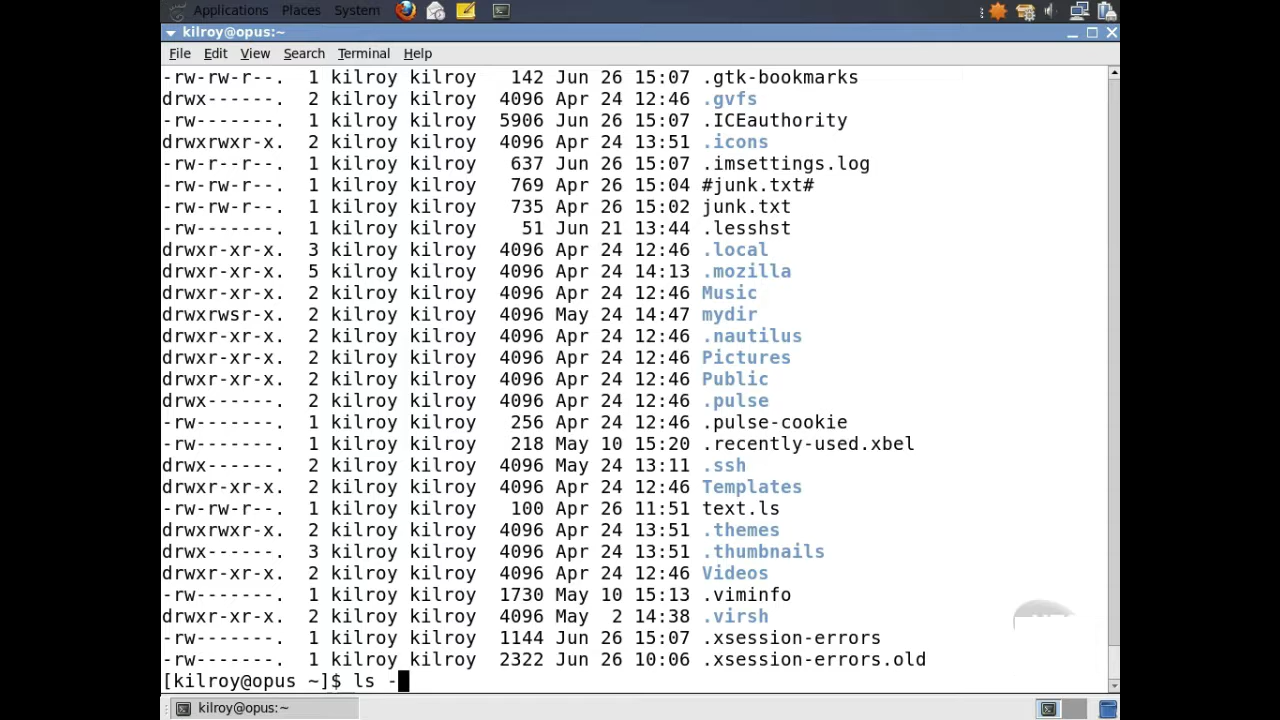 Applications Places System
kilroy@opus:~
File Edit View Search Terminal Help
-rw-rw-r--. 1 kilroy kilroy 142 Jun 26 15:07 .gtk-bookmarks
drwx------. 2 kilroy kilroy 4096 Apr 24 12:46 .gvfs
-rw-------. 1 kilroy kilroy 5906 Jun 26 15:07 .ICEauthority
drwxrwxr-x. 2 kilroy kilroy 4096 Apr 24 13:51 .icons
-rw-r--r--. 1 kilroy kilroy 637 Jun 26 15:07 .imsettings.log
-rw-rw-r--. 1 kilroy kilroy 769 Apr 26 15:04 #junk.txt#
-rw-rw-r--. 1 kilroy kilroy 735 Apr 26 15:02 junk.txt
-rw-------. 1 kilroy kilroy 51 Jun 21 13:44 .lesshst
drwxr-xr-x. 3 kilroy kilroy 4096 Apr 24 12:46 .local
drwxr-xr-x. 5 kilroy kilroy 4096 Apr 24 14:13 .mozilla
drwxr-xr-x. 2 kilroy kilroy 4096 Apr 24 12:46 Music
drwxrwsr-x. 2 kilroy kilroy 4096 May 24 14:47 mydir
drwxr-xr-x. 2 kilroy kilroy 4096 Apr 24 12:46 .nautilus
drwxr-xr-x. 2 kilroy kilroy 4096 Apr 24 12:46 Pictures
drwxr-xr-x. 2 kilroy kilroy 4096 Apr 24 12:46 Public
drwx------. 2 kilroy kilroy 4096 Apr 24 12:46 .pulse
-rw-------. 1 kilroy kilroy 256 Apr 24 12:46 .pulse-cookie
-rw-------. 1 kilroy kilroy 218 May 10 15:20 .recently-used.xbel
drwx------. 2 kilroy kilroy 4096 May 24 13:11 .ssh
drwxr-xr-x. 2 kilroy kilroy 4096 Apr 24 12:46 Templates
-rw-rw-r--. 1 kilroy kilroy 100 Apr 26 11:51 text.ls
drwxrwxr-x. 2 kilroy kilroy 4096 Apr 24 13:51 .themes
drwx------. 3 kilroy kilroy 4096 Apr 24 13:51 .thumbnails
drwxr-xr-x. 2 kilroy kilroy 4096 Apr 24 12:46 Videos
-rw-------. 1 kilroy kilroy 1730 May 10 15:13 .viminfo
drwxr-xr-x. 2 kilroy kilroy 4096 May 2 14:38 .virsh
-rw-------. 1 kilroy kilroy 1144 Jun 26 15:07 .xsession-errors
-rw-------. 1 kilroy kilroy 2322 Jun 26 10:06 .xsession-errors.old
[kilroy@opus ~]$ ls -
kilroy@opus:~